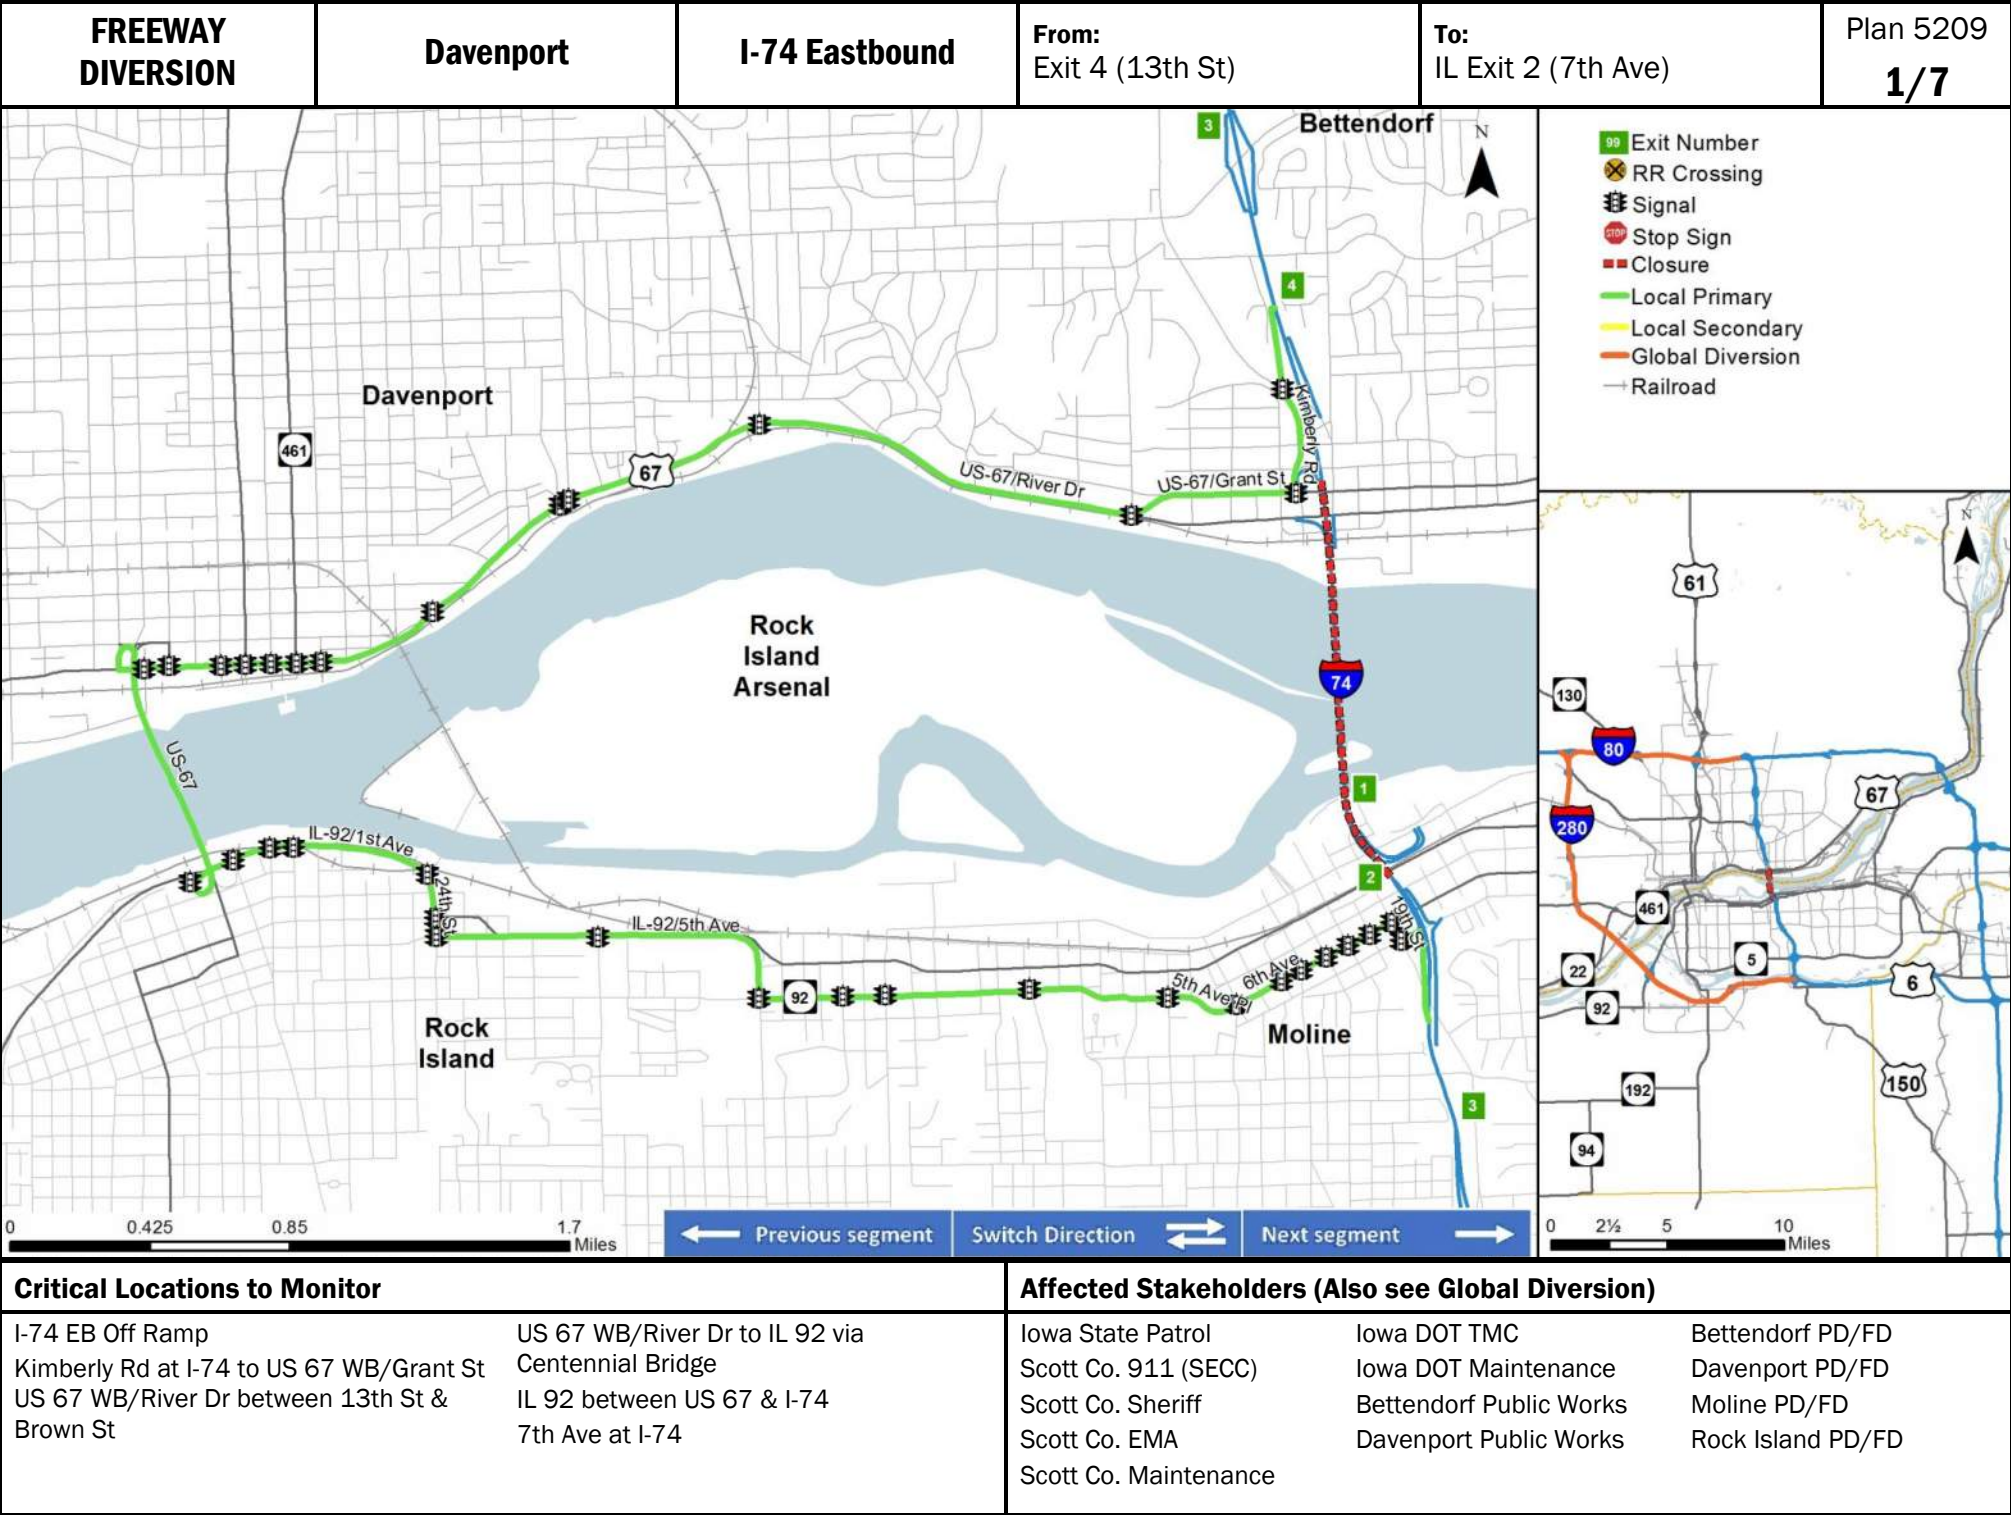 FREEWAY
DIVERSION
Davenport
I-74 Eastbound
From:
Exit 4 (13th St)
To:
IL Exit 2 (7th Ave)
Plan 5209
1/7
3
Bettendorf
N
4
Davenport
461
67
Kimberly Rd
US-67/River Dr
US-67/Grant St
Rock
Island
Arsenal
74
US-67
1
IL-92/1st Ave
2
24th St
IL-92/5th Ave
19th St
92
5th Ave Pl
6th Ave
Rock
Island
Moline
3
0
0.425
0.85
1.7
Miles
Previous segment
Switch Direction
Next segment
99 Exit Number
RR Crossing
Signal
STOP Stop Sign
Closure
Local Primary
Local Secondary
Global Diversion
Railroad
N
61
130
80
67
280
461
5
22
6
92
150
192
94
0
2½
5
10
Miles
Critical Locations to Monitor
I-74 EB Off Ramp
Kimberly Rd at I-74 to US 67 WB/Grant St
US 67 WB/River Dr between 13th St &
Brown St
US 67 WB/River Dr to IL 92 via
Centennial Bridge
IL 92 between US 67 & I-74
7th Ave at I-74
Affected Stakeholders (Also see Global Diversion)
Iowa State Patrol
Scott Co. 911 (SECC)
Scott Co. Sheriff
Scott Co. EMA
Scott Co. Maintenance
Iowa DOT TMC
Iowa DOT Maintenance
Bettendorf Public Works
Davenport Public Works
Bettendorf PD/FD
Davenport PD/FD
Moline PD/FD
Rock Island PD/FD